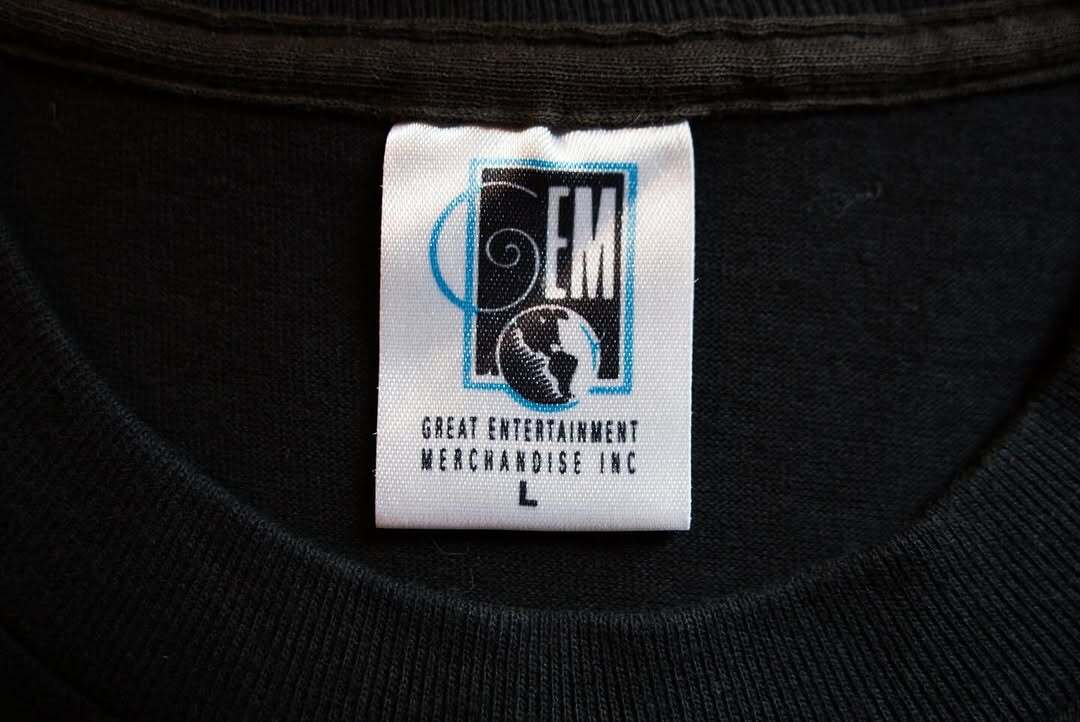 GEM
GREAT ENTERTAINMENT
MERCHANDISE INC
L